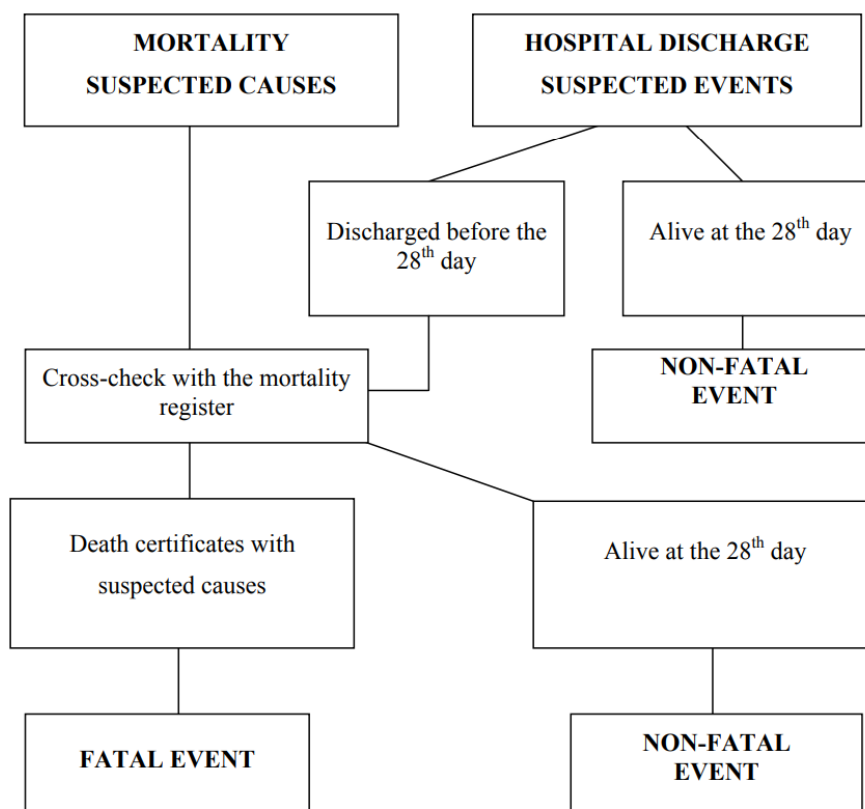 MORTALITY
SUSPECTED CAUSES
HOSPITAL DISCHARGE
SUSPECTED EVENTS
Discharged before the
28th day
Alive at the 28th day
Cross-check with the mortality
register
NON-FATAL
EVENT
Death certificates with
suspected causes
Alive at the 28th day
FATAL EVENT
NON-FATAL
EVENT